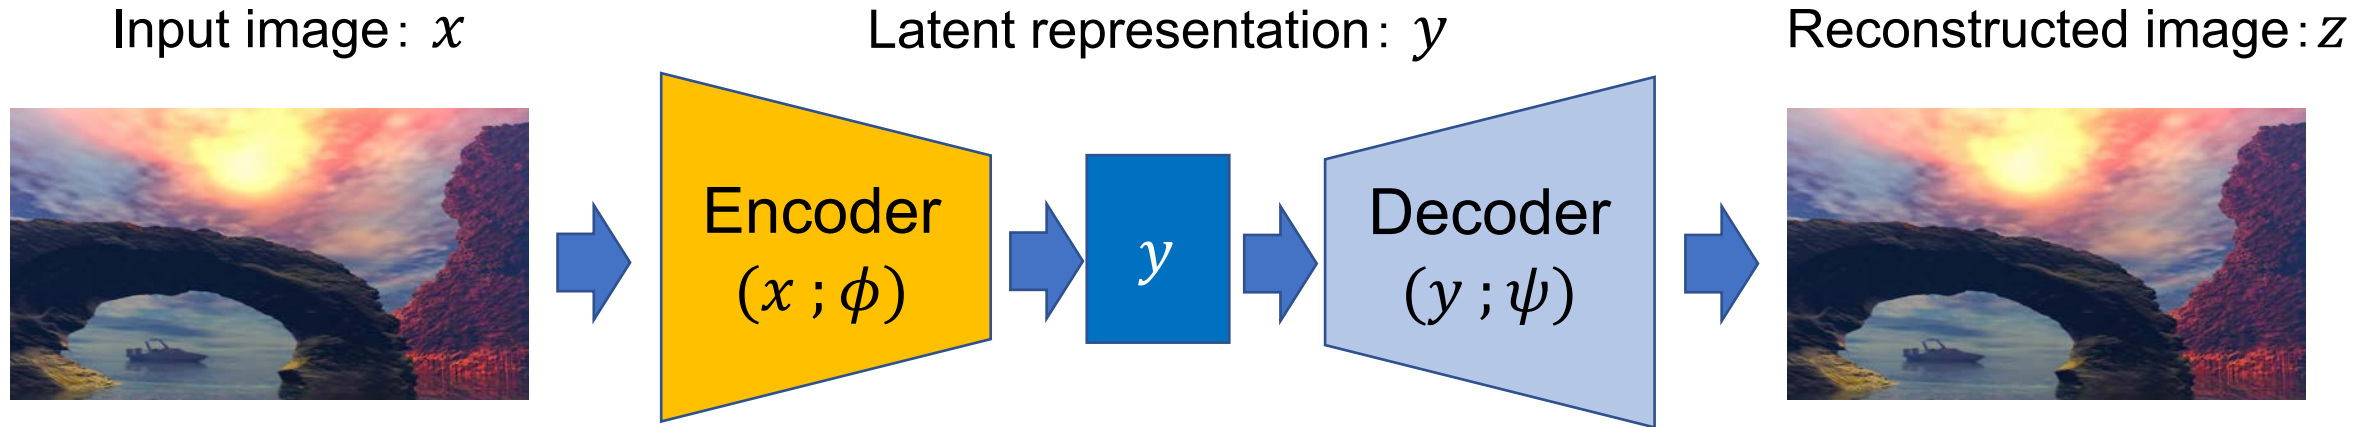 Input image: x
Latent representation: y
Reconstructed image: z
Encoder
(x ; ϕ)
y
Decoder
(y ; ψ)